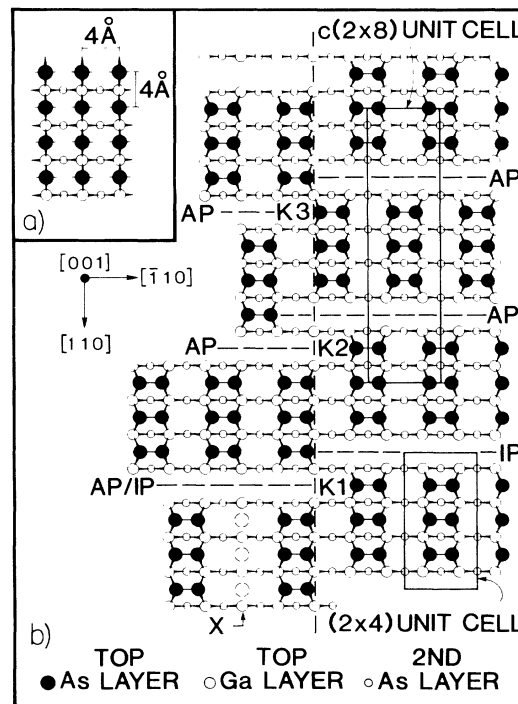 4Å
c(2x8) UNIT CELL
4Å
a)
AP
AP K3
[001]
[1̄10]
[110]
AP
AP K2
IP
AP/IP K1
X
b)
(2x4) UNIT CELL
TOP TOP 2ND
As LAYER Ga LAYER As LAYER